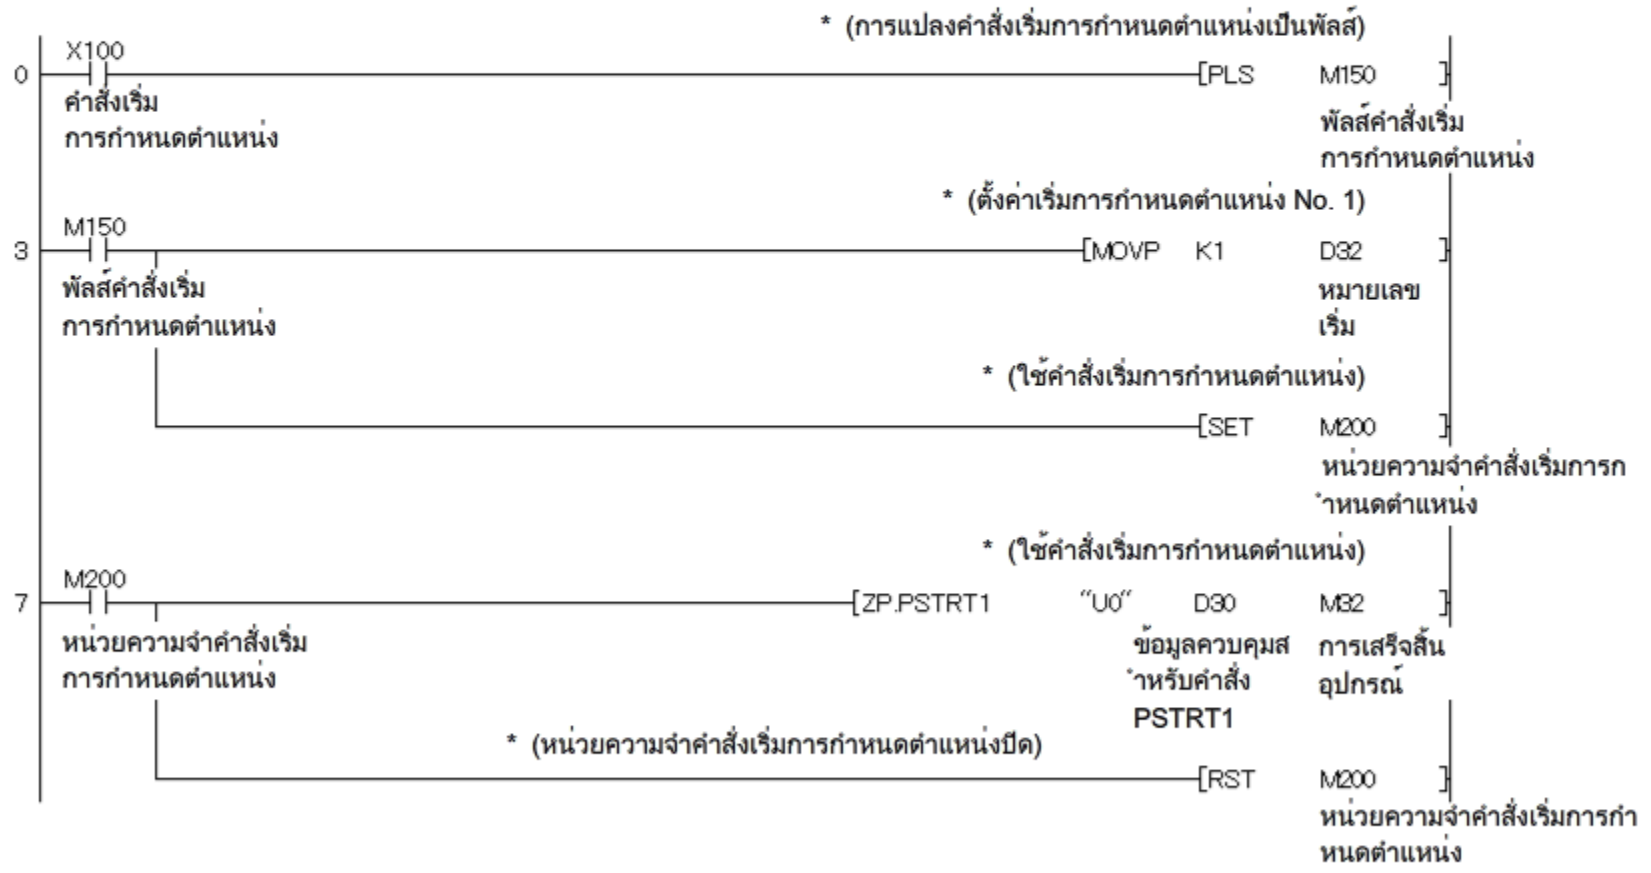 * (การแปลงคำสั่งเริ่มการกำหนดตำแหน่งเป็นพัลส์)
X100
0 [PLS M150 ]
คำสั่งเริ่ม
การกำหนดตำแหน่ง
พัลส์คำสั่งเริ่ม
การกำหนดตำแหน่ง
* (ตั้งค่าเริ่มการกำหนดตำแหน่ง No. 1)
M150
3 [MOVP K1 D32 ]
พัลส์คำสั่งเริ่ม
การกำหนดตำแหน่ง
หมายเลข
เริ่ม
* (ใช้คำสั่งเริ่มการกำหนดตำแหน่ง)
[SET M200 ]
หน่วยความจำคำสั่งเริ่มการก
ำหนดตำแหน่ง
* (ใช้คำสั่งเริ่มการกำหนดตำแหน่ง)
M200
7 [ZP.PSTRT1 “U0” D30 M32 ]
หน่วยความจำคำสั่งเริ่ม
การกำหนดตำแหน่ง
ข้อมูลควบคุมส
ำหรับคำสั่ง
PSTRT1
การเสร็จสิ้น
อุปกรณ์
* (หน่วยความจำคำสั่งเริ่มการกำหนดตำแหน่งปิด)
[RST M200 ]
หน่วยความจำคำสั่งเริ่มการกำ
หนดตำแหน่ง